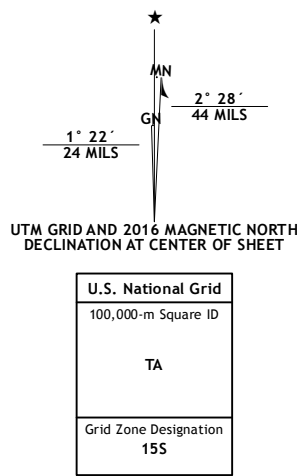 ★
MN
GN
2° 28´
44 MILS
1° 22´
24 MILS
UTM GRID AND 2016 MAGNETIC NORTH
DECLINATION AT CENTER OF SHEET
U.S. National Grid
100,000-m Square ID
TA
Grid Zone Designation
15S